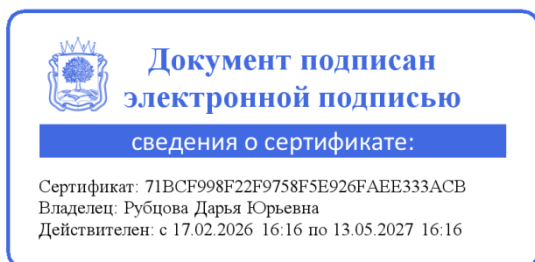 Документ подписан
электронной подписью
сведения о сертификате:
Сертификат: 71BCF998F22F9758F5E926FAEE333ACB
Владелец: Рубцова Дарья Юрьевна
Действителен: с 17.02.2026 16:16 по 13.05.2027 16:16